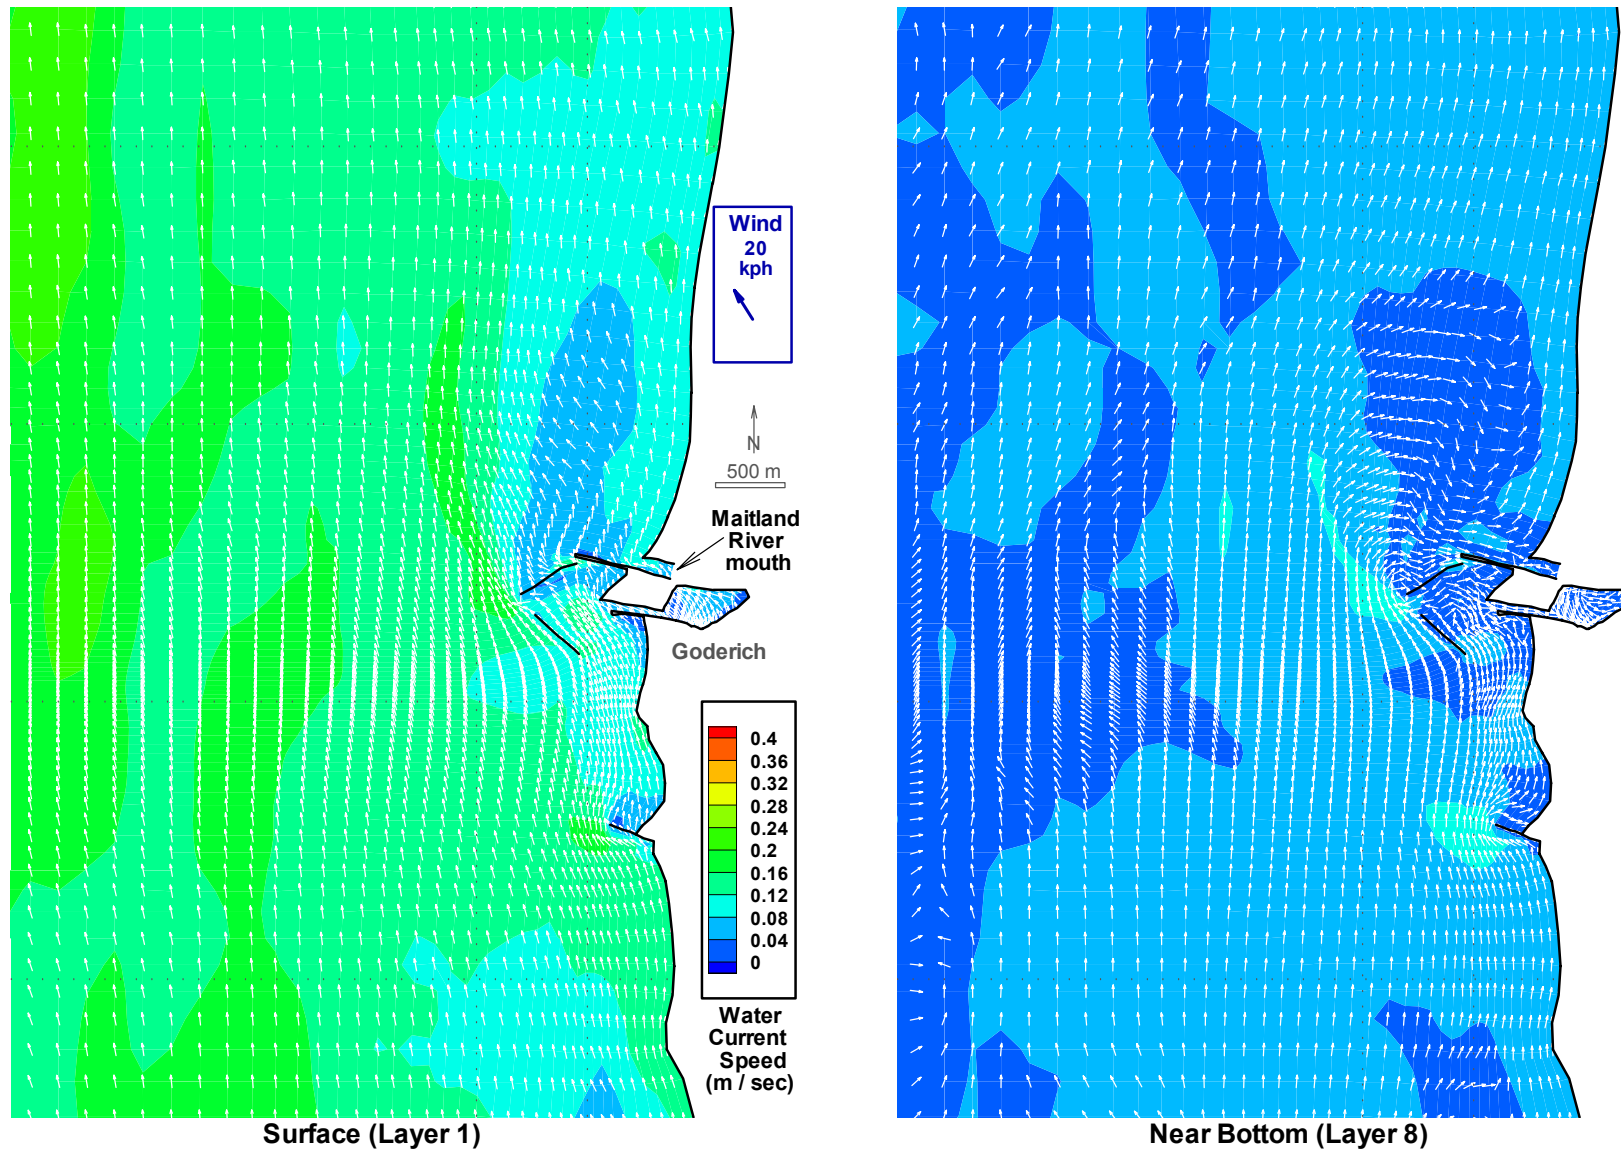 Wind
20
kph
N
500 m
Maitland
River
mouth
Goderich
0.4
0.36
0.32
0.28
0.24
0.2
0.16
0.12
0.08
0.04
0
Water
Current
Speed
(m / sec)
Surface (Layer 1)
Near Bottom (Layer 8)